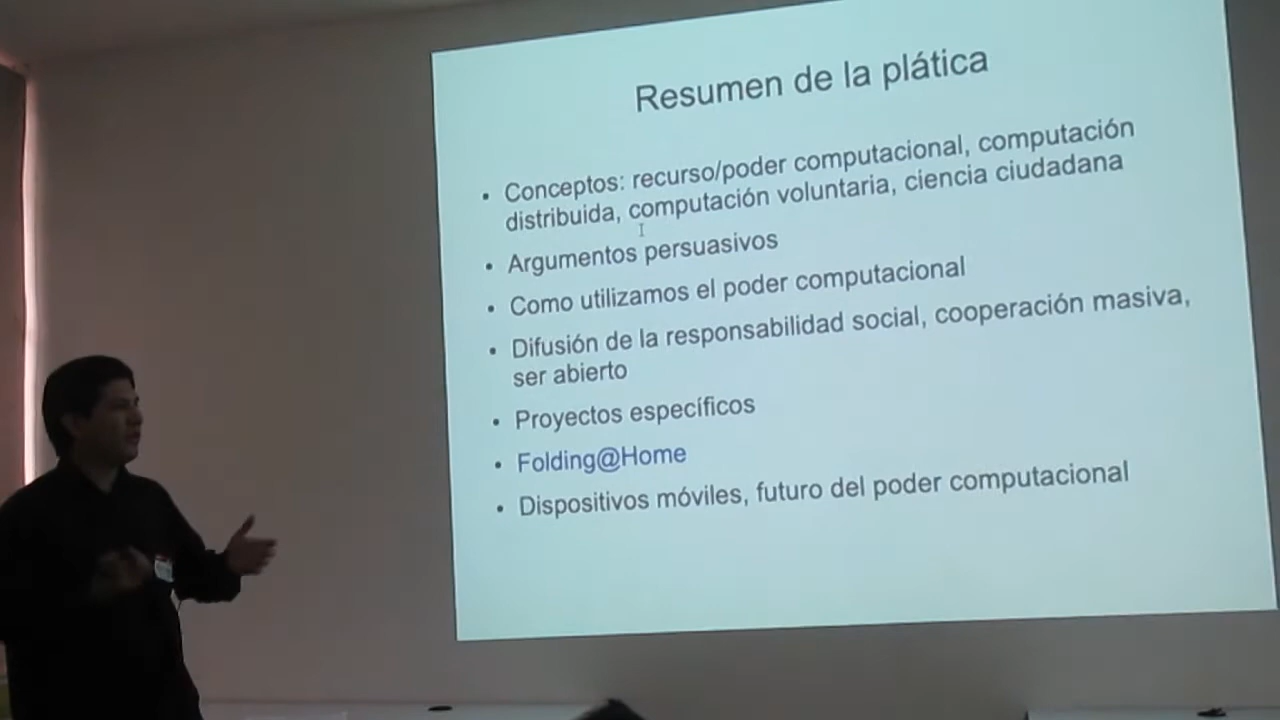 Resumen de la plática
• Conceptos: recurso/poder computacional, computación
distribuida, computación voluntaria, ciencia ciudadana
• Argumentos persuasivos
• Como utilizamos el poder computacional
• Difusión de la responsabilidad social, cooperación masiva,
ser abierto
• Proyectos específicos
• Folding@Home
• Dispositivos móviles, futuro del poder computacional